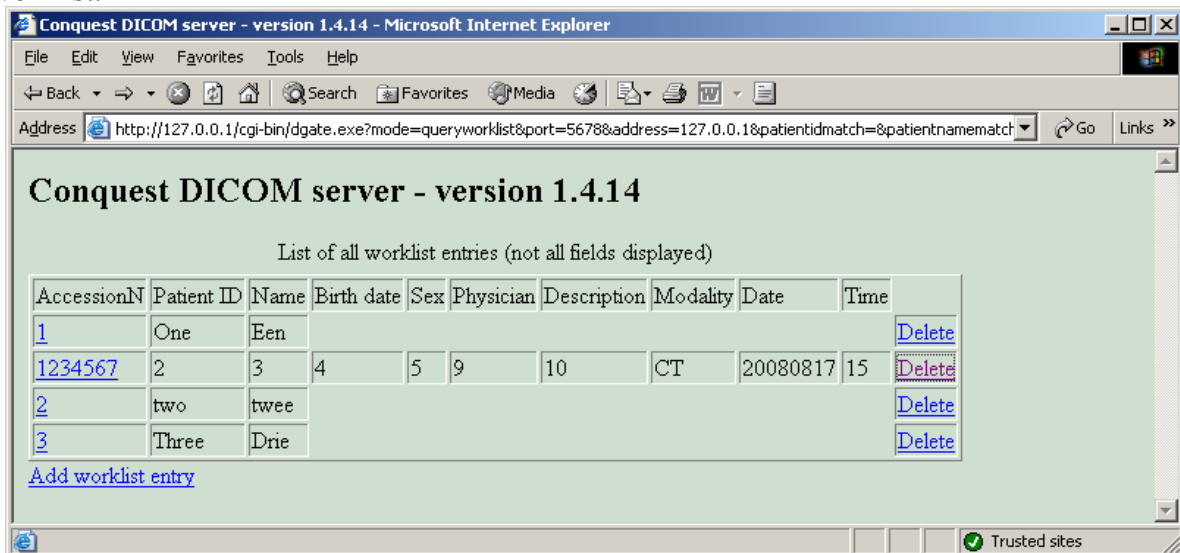 Conquest DICOM server - version 1.4.14 - Microsoft Internet Explorer
File Edit View Favorites Tools Help
Back Search Favorites Media
Address http://127.0.0.1/cgi-bin/dgate.exe?mode=queryworklist&port=5678&address=127.0.0.1&patientidmatch=&patientnamematch Go Links »
Conquest DICOM server - version 1.4.14
List of all worklist entries (not all fields displayed)
AccessionN Patient ID Name Birth date Sex Physician Description Modality Date Time
1 One Een Delete
1234567 2 3 4 5 9 10 CT 20080817 15 Delete
2 two twee Delete
3 Three Drie Delete
Add worklist entry
Trusted sites